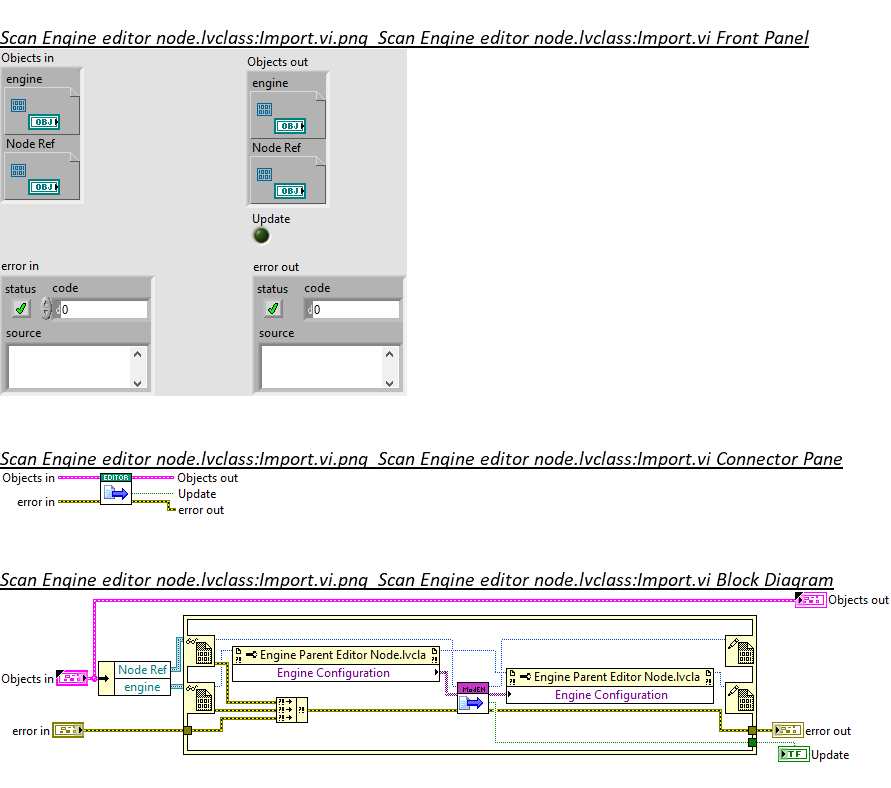 Scan Engine editor node.lvclass:Import.vi.png Scan Engine editor node.lvclass:Import.vi Front Panel
Objects in
Objects out
engine
engine
OBJ
OBJ
Node Ref
Node Ref
OBJ
OBJ
Update
error in
error out
status code
status code
0
0
source
source
Scan Engine editor node.lvclass:Import.vi.png Scan Engine editor node.lvclass:Import.vi Connector Pane
Objects in
EDITOR
Objects out
Update
error in
error out
Scan Engine editor node.lvclass:Import.vi.png Scan Engine editor node.lvclass:Import.vi Block Diagram
Objects out
Engine Parent Editor Node.lvcla
Engine Configuration
Node Ref
engine
Objects in
Engine Parent Editor Node.lvcla
Engine Configuration
ModEN
error in
error out
TF
Update